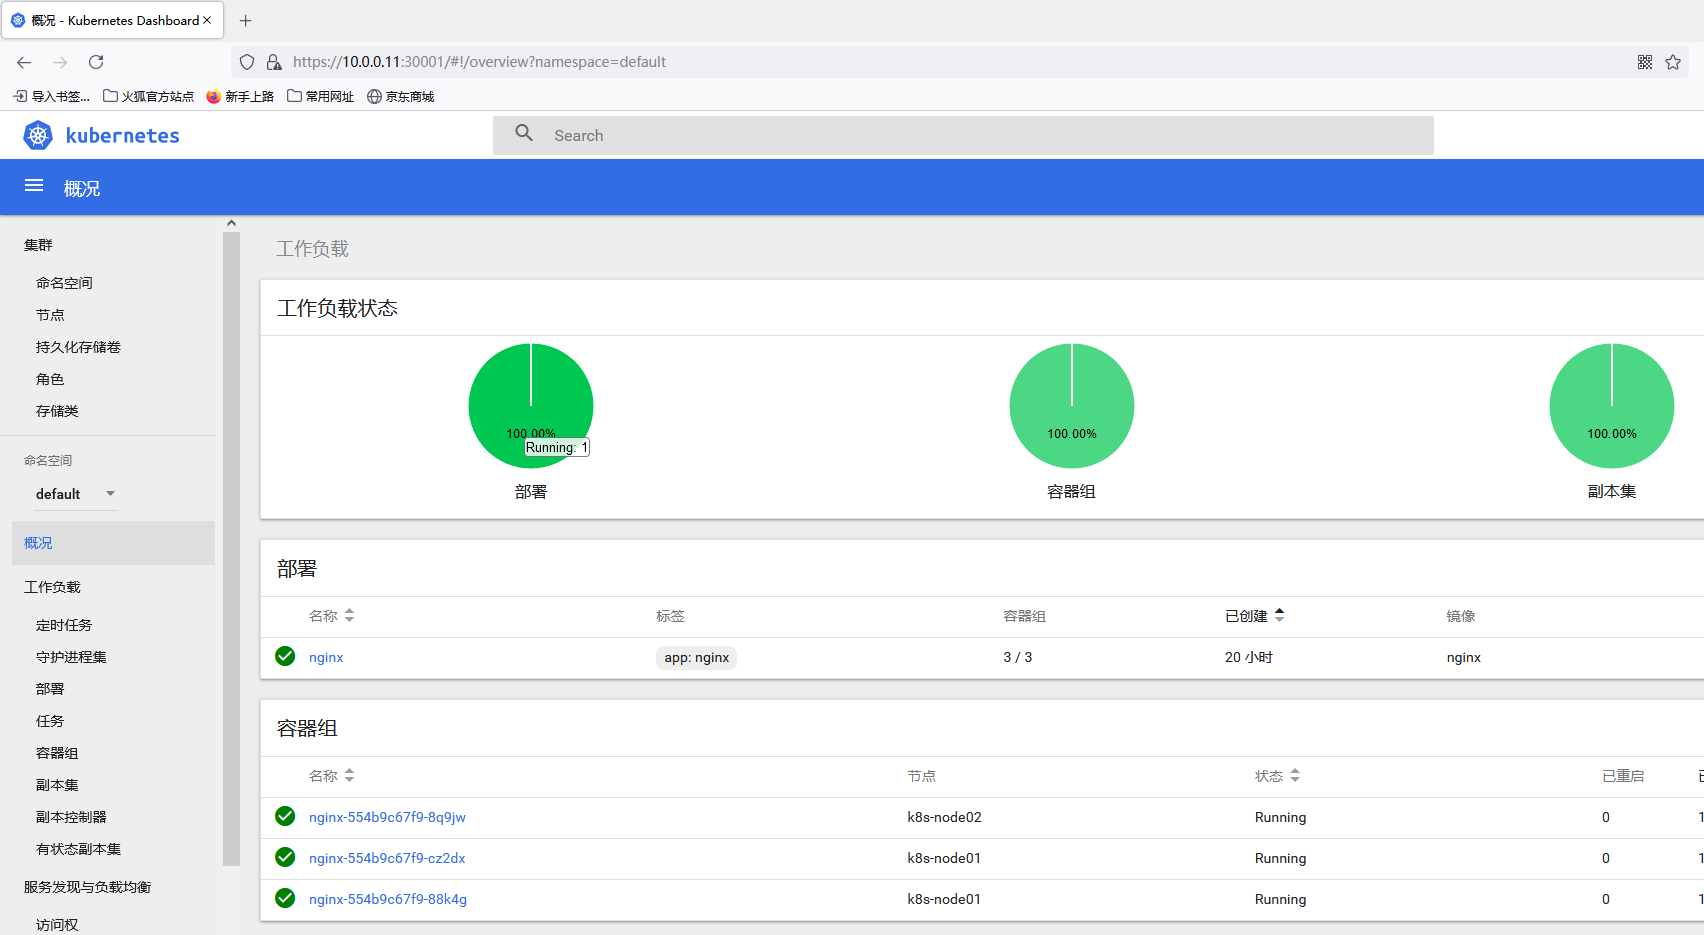 概况 - Kubernetes Dashboard
https://10.0.0.11:30001/#!/overview?namespace=default
导入书签... 火狐官方站点 新手上路 常用网址 京东商城
kubernetes
Search
概况
集群
命名空间
节点
持久化存储卷
角色
存储类
命名空间
default
概况
工作负载
定时任务
守护进程集
部署
任务
容器组
副本集
副本控制器
有状态副本集
服务发现与负载均衡
访问权
工作负载
工作负载状态
100.00% 100.00% 100.00%
Running: 1
部署 容器组 副本集
部署
名称 标签 容器组 已创建 镜像
nginx app: nginx 3 / 3 20 小时 nginx
容器组
名称 节点 状态 已重启
nginx-554b9c67f9-8q9jw k8s-node02 Running 0
nginx-554b9c67f9-cz2dx k8s-node01 Running 0
nginx-554b9c67f9-88k4g k8s-node01 Running 0